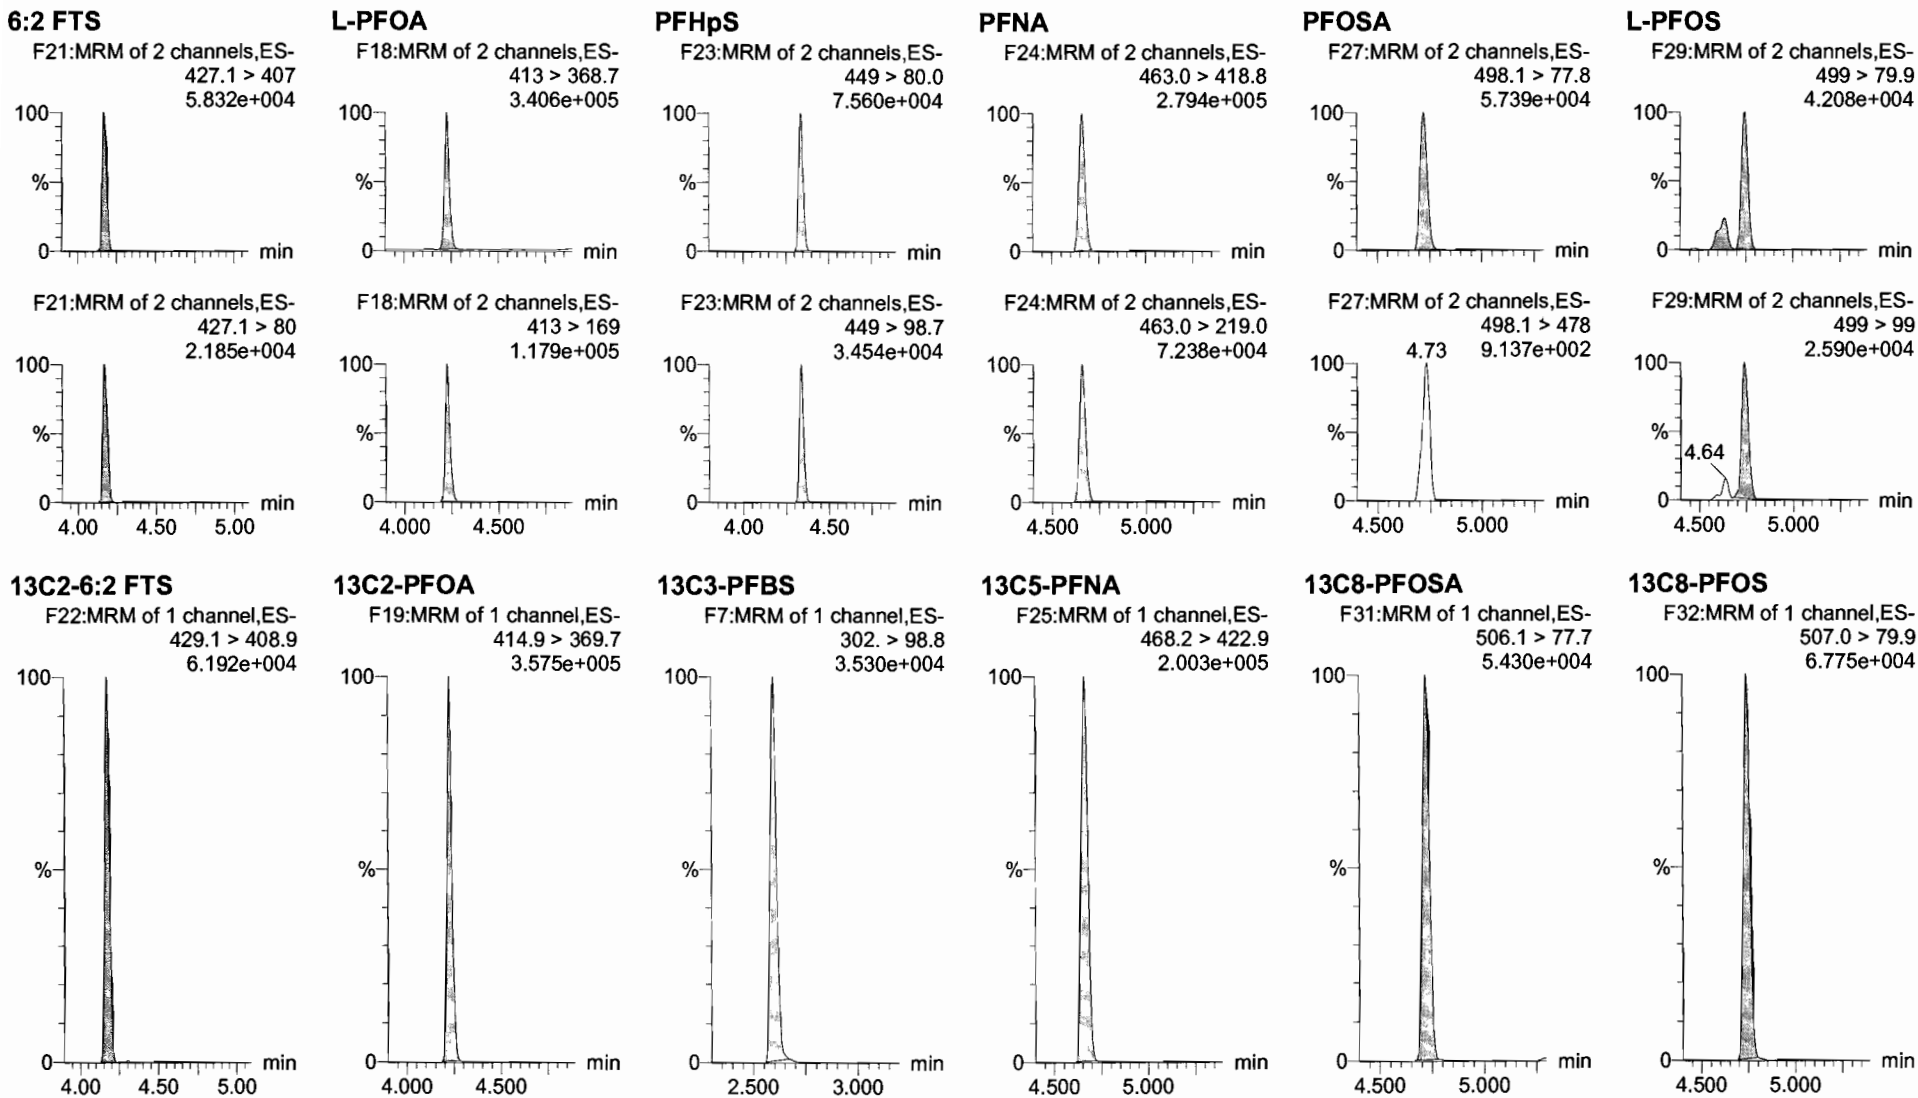 6:2 FTS
F21:MRM of 2 channels,ES-
427.1 > 407
5.832e+004
100
%
0
min
L-PFOA
F18:MRM of 2 channels,ES-
413 > 368.7
3.406e+005
100
%
0
min
PFHpS
F23:MRM of 2 channels,ES-
449 > 80.0
7.560e+004
100
%
0
min
PFNA
F24:MRM of 2 channels,ES-
463.0 > 418.8
2.794e+005
100
%
0
min
PFOSA
F27:MRM of 2 channels,ES-
498.1 > 77.8
5.739e+004
100
%
0
min
L-PFOS
F29:MRM of 2 channels,ES-
499 > 79.9
4.208e+004
100
%
0
min
F21:MRM of 2 channels,ES-
427.1 > 80
2.185e+004
100
%
0
min
4.00 4.50 5.00
F18:MRM of 2 channels,ES-
413 > 169
1.179e+005
100
%
0
min
4.000 4.500
F23:MRM of 2 channels,ES-
449 > 98.7
3.454e+004
100
%
0
min
4.00 4.50
F24:MRM of 2 channels,ES-
463.0 > 219.0
7.238e+004
100
%
0
min
4.500 5.000
F27:MRM of 2 channels,ES-
498.1 > 478
4.73 9.137e+002
100
%
0
min
4.500 5.000
F29:MRM of 2 channels,ES-
499 > 99
2.590e+004
100
%
4.64
0
min
4.500 5.000
13C2-6:2 FTS
F22:MRM of 1 channel,ES-
429.1 > 408.9
6.192e+004
100
%
0
min
4.00 4.50 5.00
13C2-PFOA
F19:MRM of 1 channel,ES-
414.9 > 369.7
3.575e+005
100
%
0
min
4.000 4.500
13C3-PFBS
F7:MRM of 1 channel,ES-
302. > 98.8
3.530e+004
100
%
0
min
2.500 3.000
13C5-PFNA
F25:MRM of 1 channel,ES-
468.2 > 422.9
2.003e+005
100
%
0
min
4.500 5.000
13C8-PFOSA
F31:MRM of 1 channel,ES-
506.1 > 77.7
5.430e+004
100
%
0
min
4.500 5.000
13C8-PFOS
F32:MRM of 1 channel,ES-
507.0 > 79.9
6.775e+004
100
%
0
min
4.500 5.000